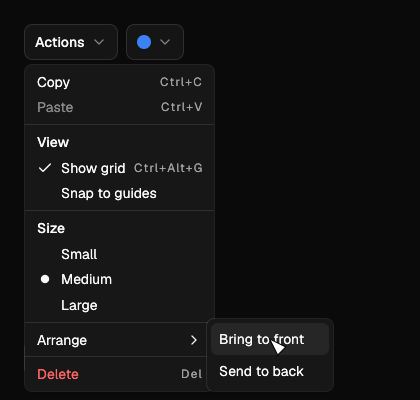 Actions
Copy Ctrl+C
Paste Ctrl+V
View
Show grid Ctrl+Alt+G
Snap to guides
Size
Small
Medium
Large
Arrange
Bring to front
Send to back
Delete Del